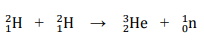 ²₁H + ²₁H → ³₂He + ¹₀n